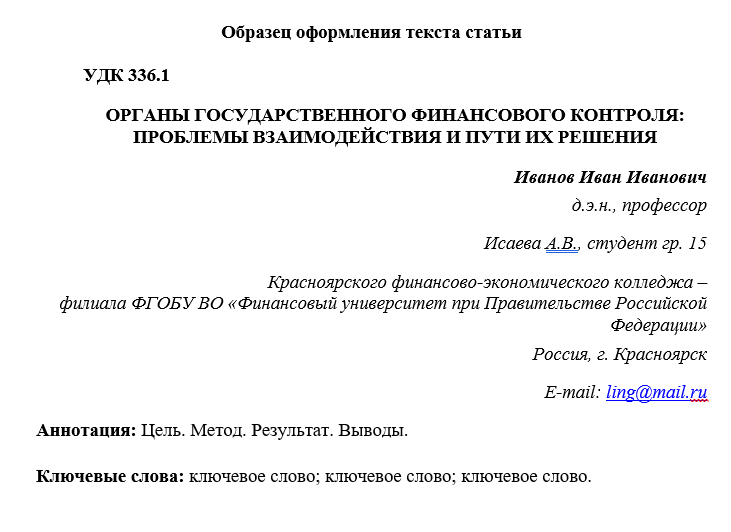 Образец оформления текста статьи
УДК 336.1
ОРГАНЫ ГОСУДАРСТВЕННОГО ФИНАНСОВОГО КОНТРОЛЯ:
ПРОБЛЕМЫ ВЗАИМОДЕЙСТВИЯ И ПУТИ ИХ РЕШЕНИЯ
Иванов Иван Иванович
д.э.н., профессор
Исаева А.В., студент гр. 15
Красноярского финансово-экономического колледжа –
филиала ФГОБУ ВО «Финансовый университет при Правительстве Российской
Федерации»
Россия, г. Красноярск
E-mail: ling@mail.ru
Аннотация: Цель. Метод. Результат. Выводы.
Ключевые слова: ключевое слово; ключевое слово; ключевое слово.